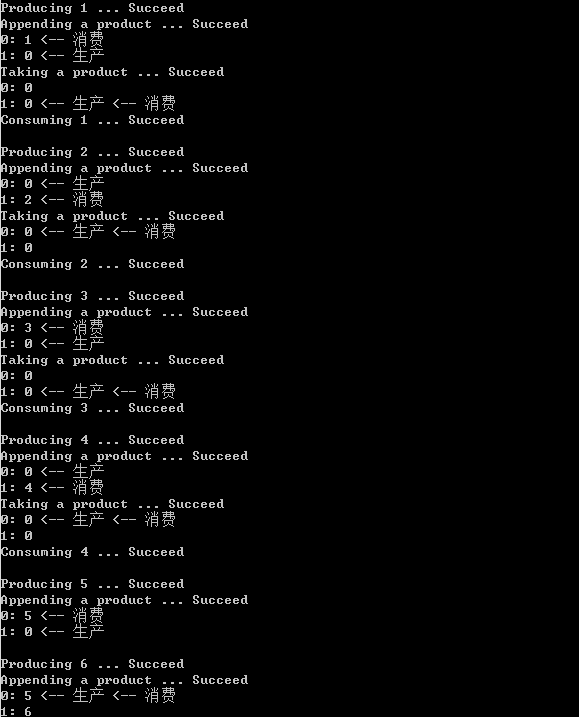 Producing 1 ... Succeed
Appending a product ... Succeed
0: 1 <-- 消费
1: 0 <-- 生产
Taking a product ... Succeed
0: 0
1: 0 <-- 生产 <-- 消费
Consuming 1 ... Succeed
Producing 2 ... Succeed
Appending a product ... Succeed
0: 0 <-- 生产
1: 2 <-- 消费
Taking a product ... Succeed
0: 0 <-- 生产 <-- 消费
1: 0
Consuming 2 ... Succeed
Producing 3 ... Succeed
Appending a product ... Succeed
0: 3 <-- 消费
1: 0 <-- 生产
Taking a product ... Succeed
0: 0
1: 0 <-- 生产 <-- 消费
Consuming 3 ... Succeed
Producing 4 ... Succeed
Appending a product ... Succeed
0: 0 <-- 生产
1: 4 <-- 消费
Taking a product ... Succeed
0: 0 <-- 生产 <-- 消费
1: 0
Consuming 4 ... Succeed
Producing 5 ... Succeed
Appending a product ... Succeed
0: 5 <-- 消费
1: 0 <-- 生产
Producing 6 ... Succeed
Appending a product ... Succeed
0: 5 <-- 生产 <-- 消费
1: 6